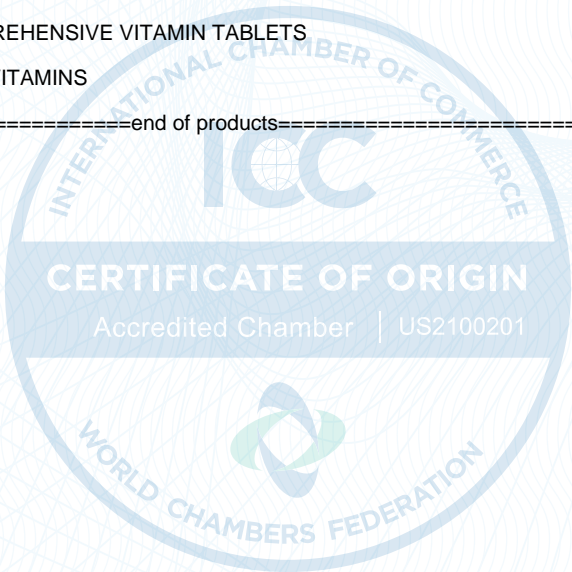 REHENSIVE VITAMIN TABLETS
VITAMINS
===========end of products========================
INTERNATIONAL CHAMBER OF COMMERCE
ICC
CERTIFICATE OF ORIGIN
Accredited Chamber | US2100201
WORLD CHAMBERS FEDERATION